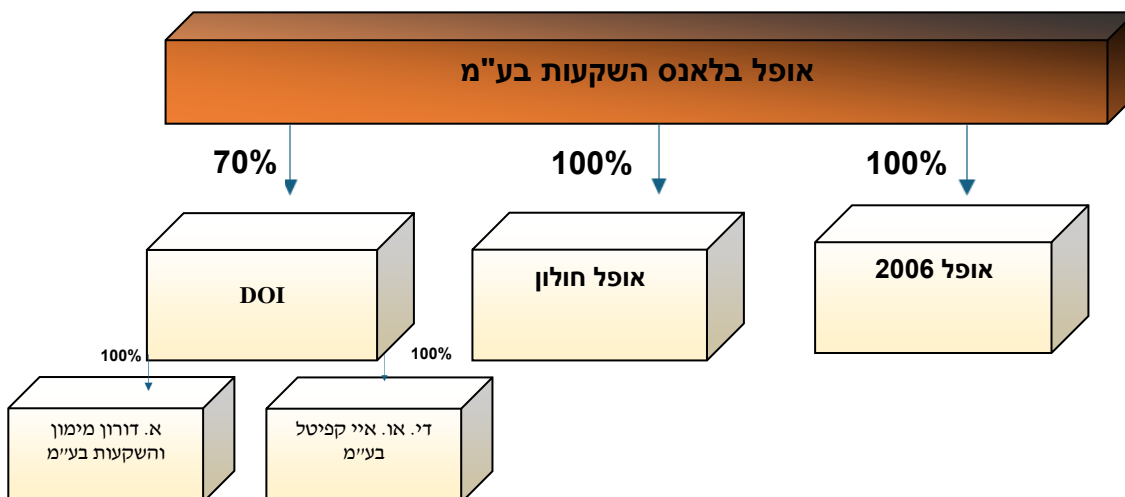 אופל בלאנס השקעות בע"מ
100%
100%
70%
אופל 2006
אופל חולון
DOI
100%
100%
די. או. איי קפיטל
בע״מ
א. דורון מימון
והשקעות בע״מ